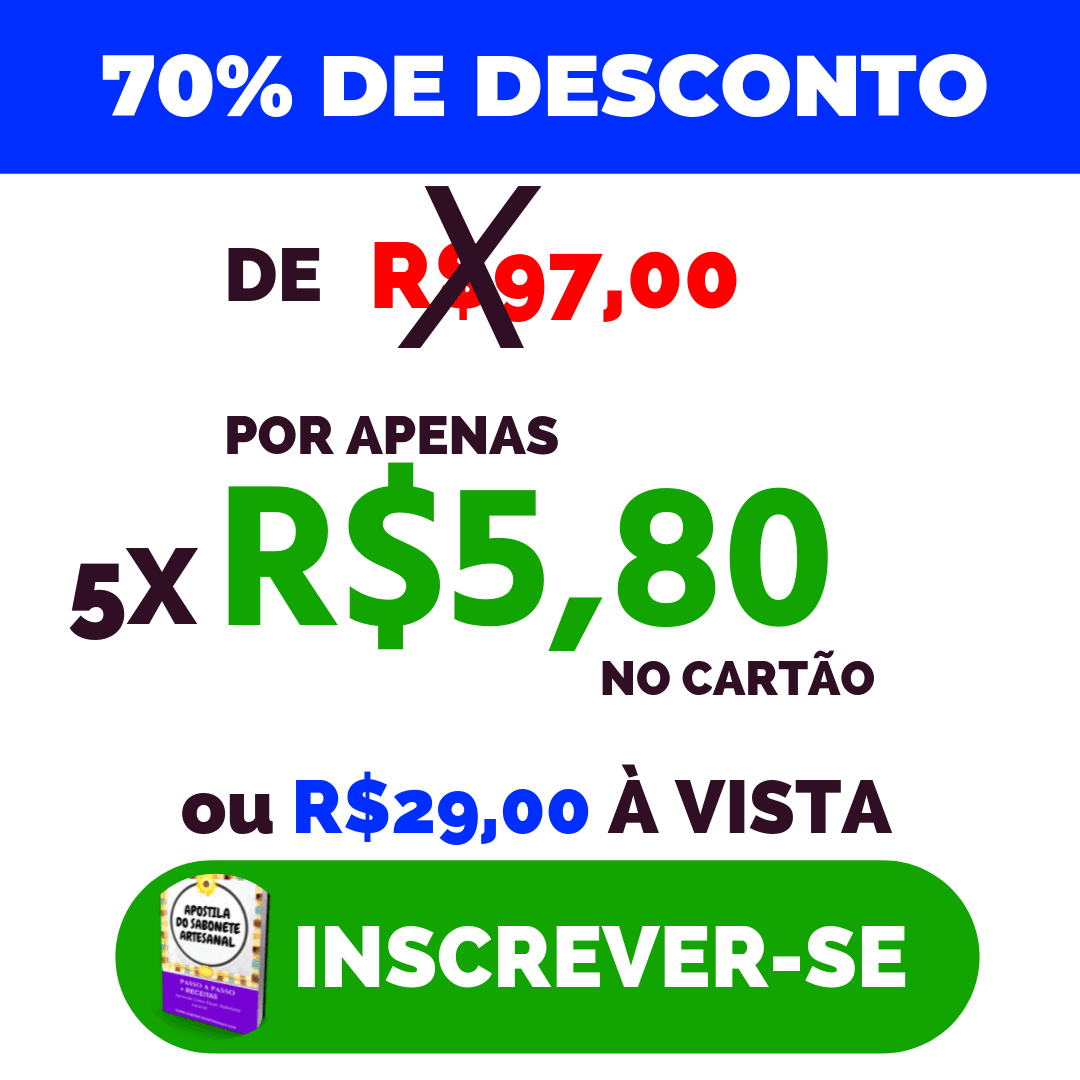 70% DE DESCONTO
DE R$97,00
X
POR APENAS
5X R$5,80
NO CARTÃO
ou R$29,00 À VISTA
APOSTILA
DO SABONETE
ARTESANAL
PASSO A PASSO
+ RECEITAS
INSCREVER-SE